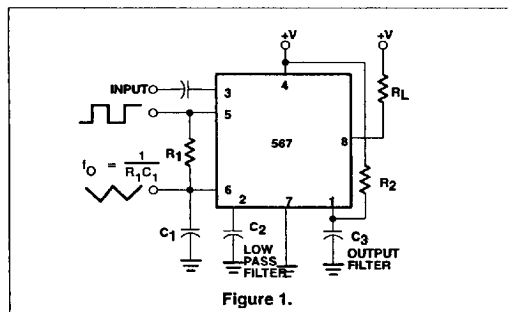 +V
+V
INPUT
3
4
5
RL
8
567
R1
fO = 1
R1C1
6
R2
2
7
1
C1
C2
C3
LOW
PASS
FILTER
OUTPUT
FILTER
Figure 1.